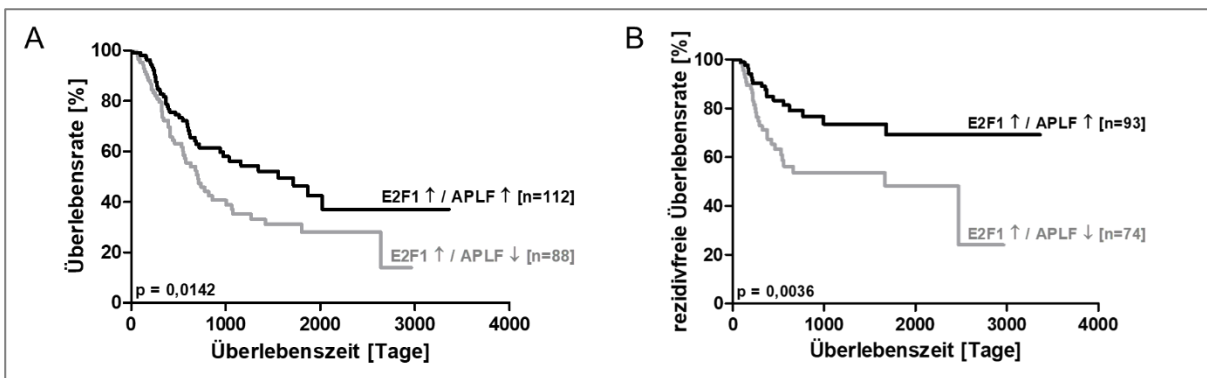 A
Überlebensrate [%]
100
80
60
40
20
0
E2F1 ↑ / APLF ↑ [n=112]
E2F1 ↑ / APLF ↓ [n=88]
p = 0,0142
0 1000 2000 3000 4000
Überlebenszeit [Tage]
B
rezidivfreie Überlebensrate [%]
100
80
60
40
20
0
E2F1 ↑ / APLF ↑ [n=93]
E2F1 ↑ / APLF ↓ [n=74]
p = 0,0036
0 1000 2000 3000 4000
Überlebenszeit [Tage]